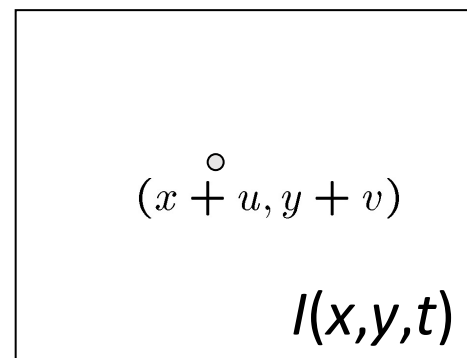 (x + u, y + v)
I(x,y,t)